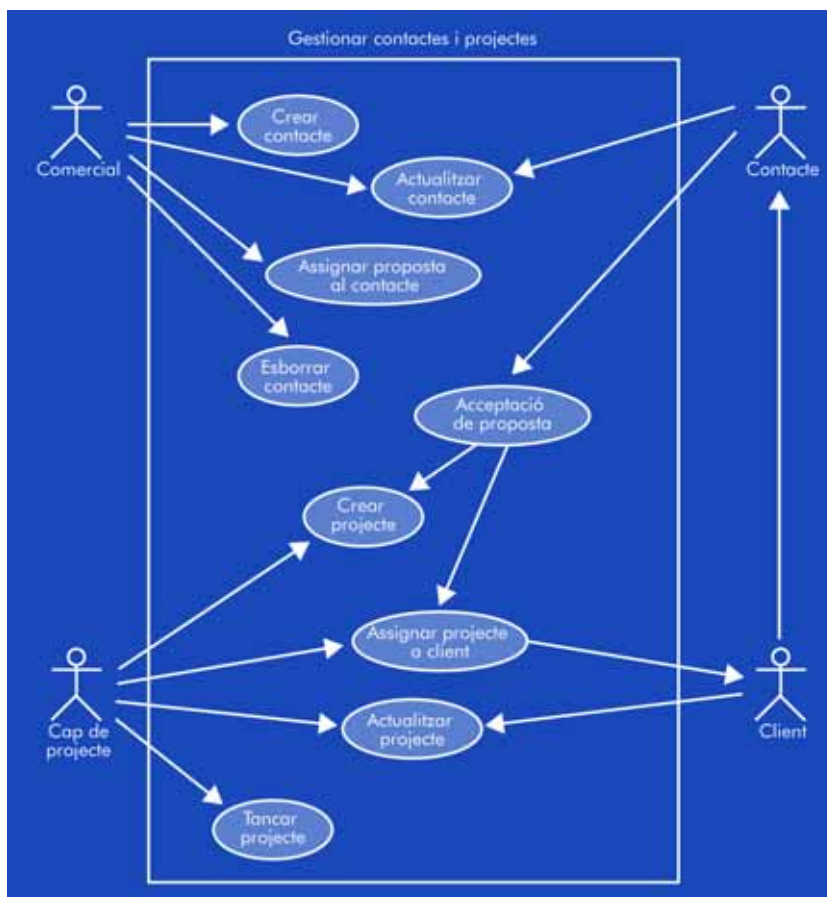 Gestionar contactes i projectes
Comercial
Crear
contacte
Actualitzar
contacte
Contacte
Assignar proposta
al contacte
Esborrar
contacte
Acceptació
de proposta
Crear
projecte
Assignar projecte
a client
Cap de
projecte
Actualitzar
projecte
Client
Tancar
projecte